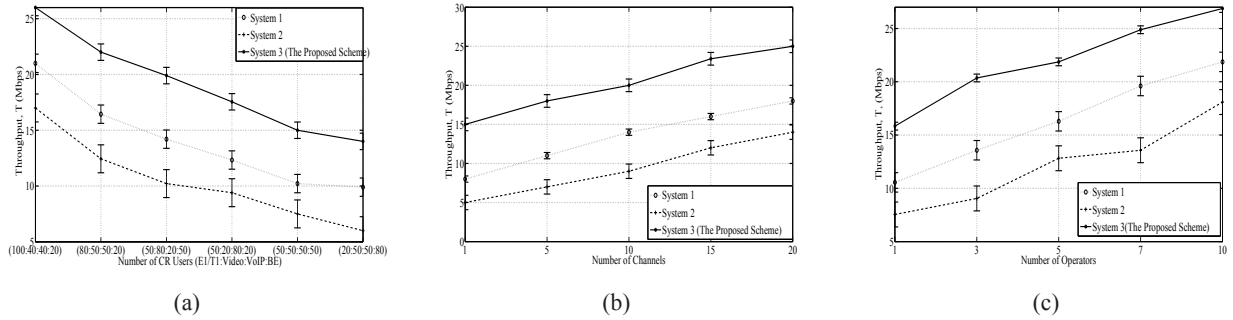 25
20
15
10
5
Throughput, T (Mbps)
System 1
System 2
System 3 (The Proposed Scheme)
(100:40:40:20)
(80:50:50:20)
(50:80:20:50)
(50:20:80:20)
(50:50:50:50)
(20:50:50:80)
Number of CR Users (E1/T1:Video:VoIP:BE)
(a)
30
25
20
15
10
5
0
Throughput, T (Mbps)
System 1
System 2
System 3 (The Proposed Scheme)
1
5
10
15
20
Number of Channels
(b)
25
20
15
10
5
Throughput, T, (Mbps)
System 1
System 2
System 3(The Proposed Scheme)
1
3
5
7
10
Number of Operators
(c)